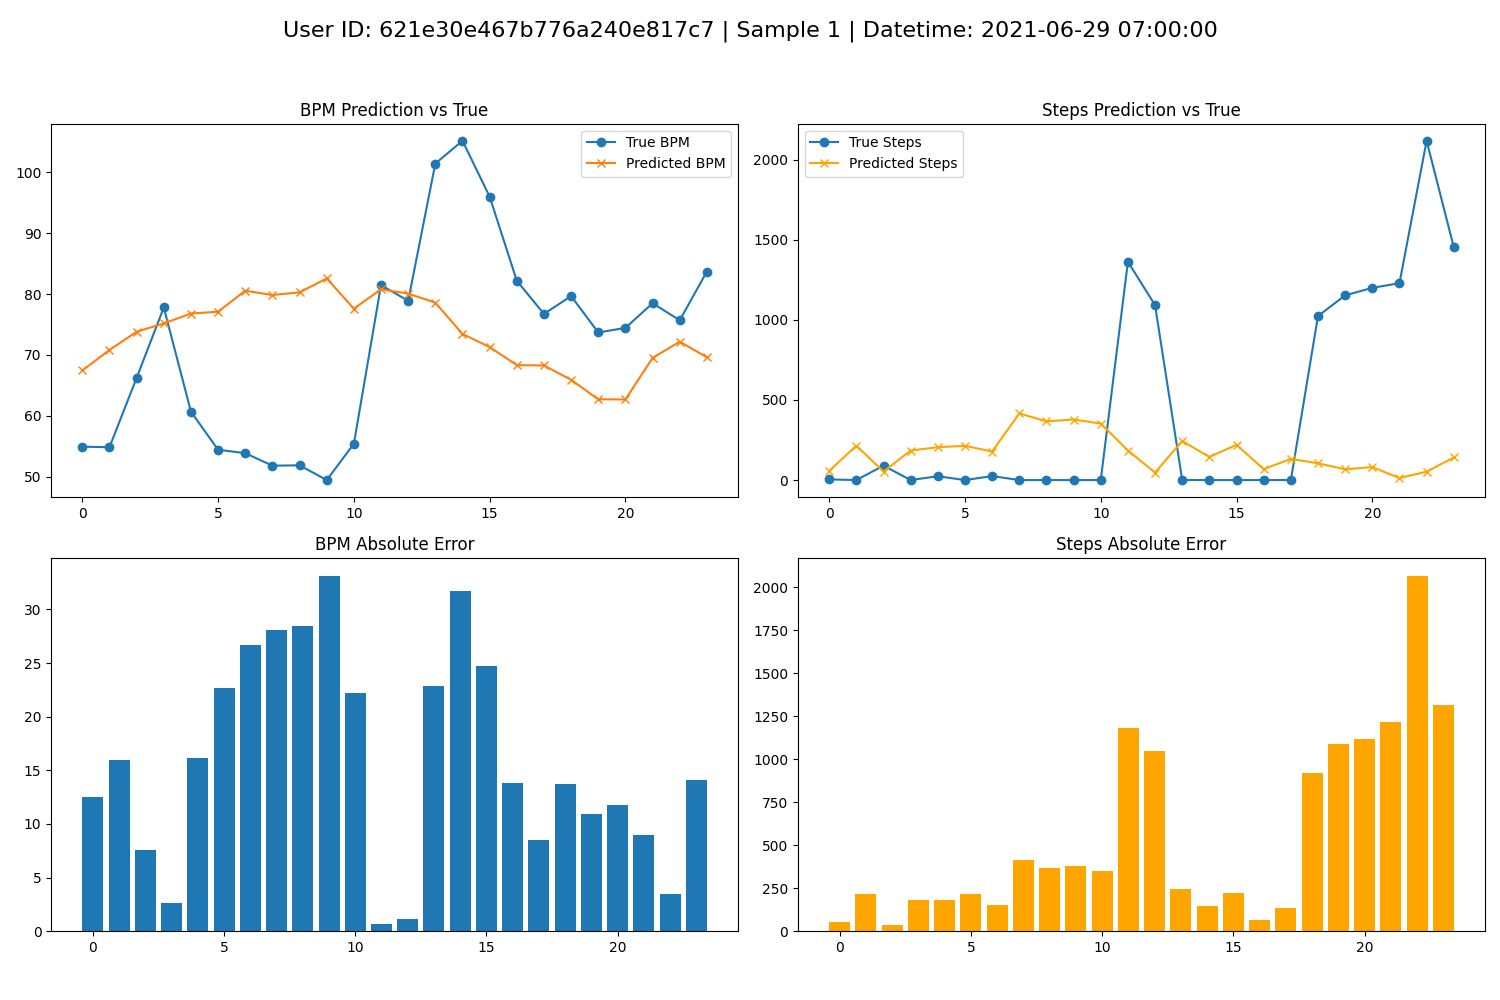 User ID: 621e30e467b776a240e817c7 | Sample 1 | Datetime: 2021-06-29 07:00:00
BPM Prediction vs True
True BPM
Predicted BPM
100
90
80
70
60
50
0 5 10 15 20
Steps Prediction vs True
True Steps
Predicted Steps
2000
1500
1000
500
0
0 5 10 15 20
BPM Absolute Error
30
25
20
15
10
5
0
0 5 10 15 20
Steps Absolute Error
2000
1750
1500
1250
1000
750
500
250
0
0 5 10 15 20